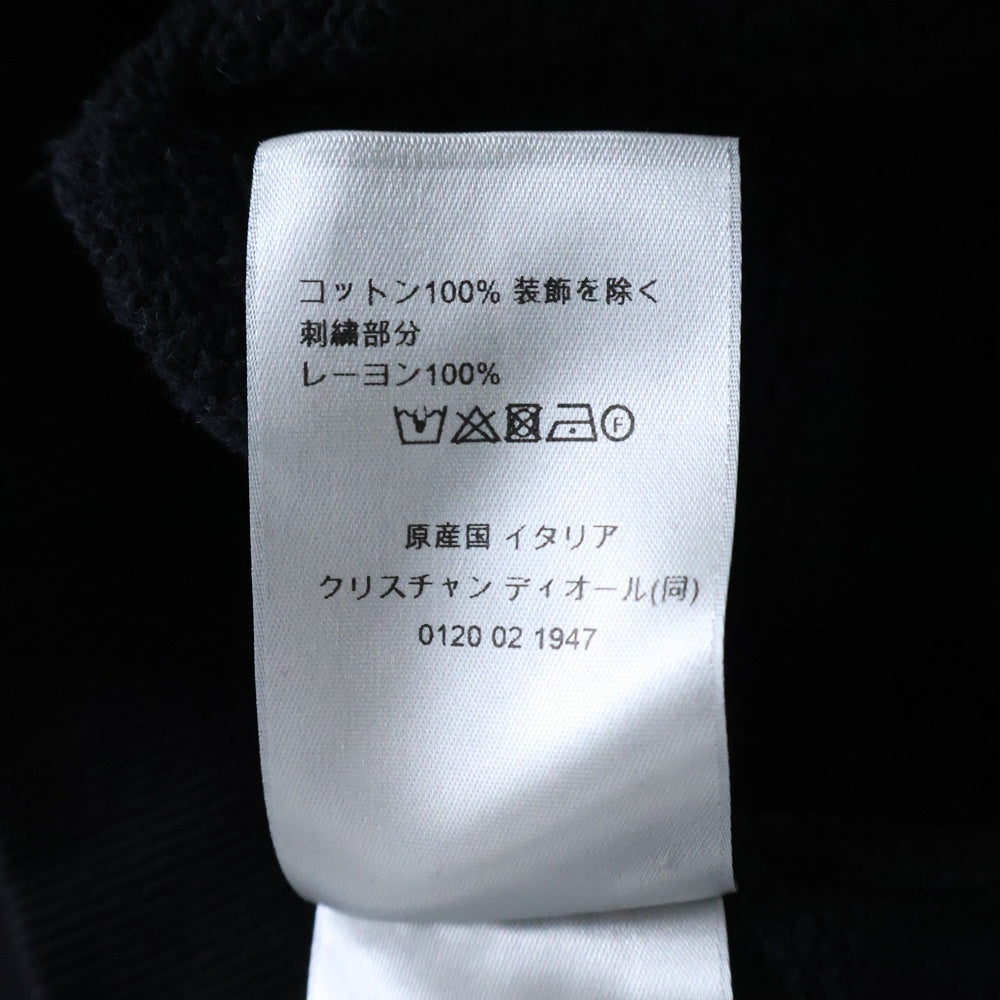 コットン100% 装飾を除く
刺繍部分
レーヨン100%
F
原産国 イタリア
クリスチャン ディオール(同)
0120 02 1947